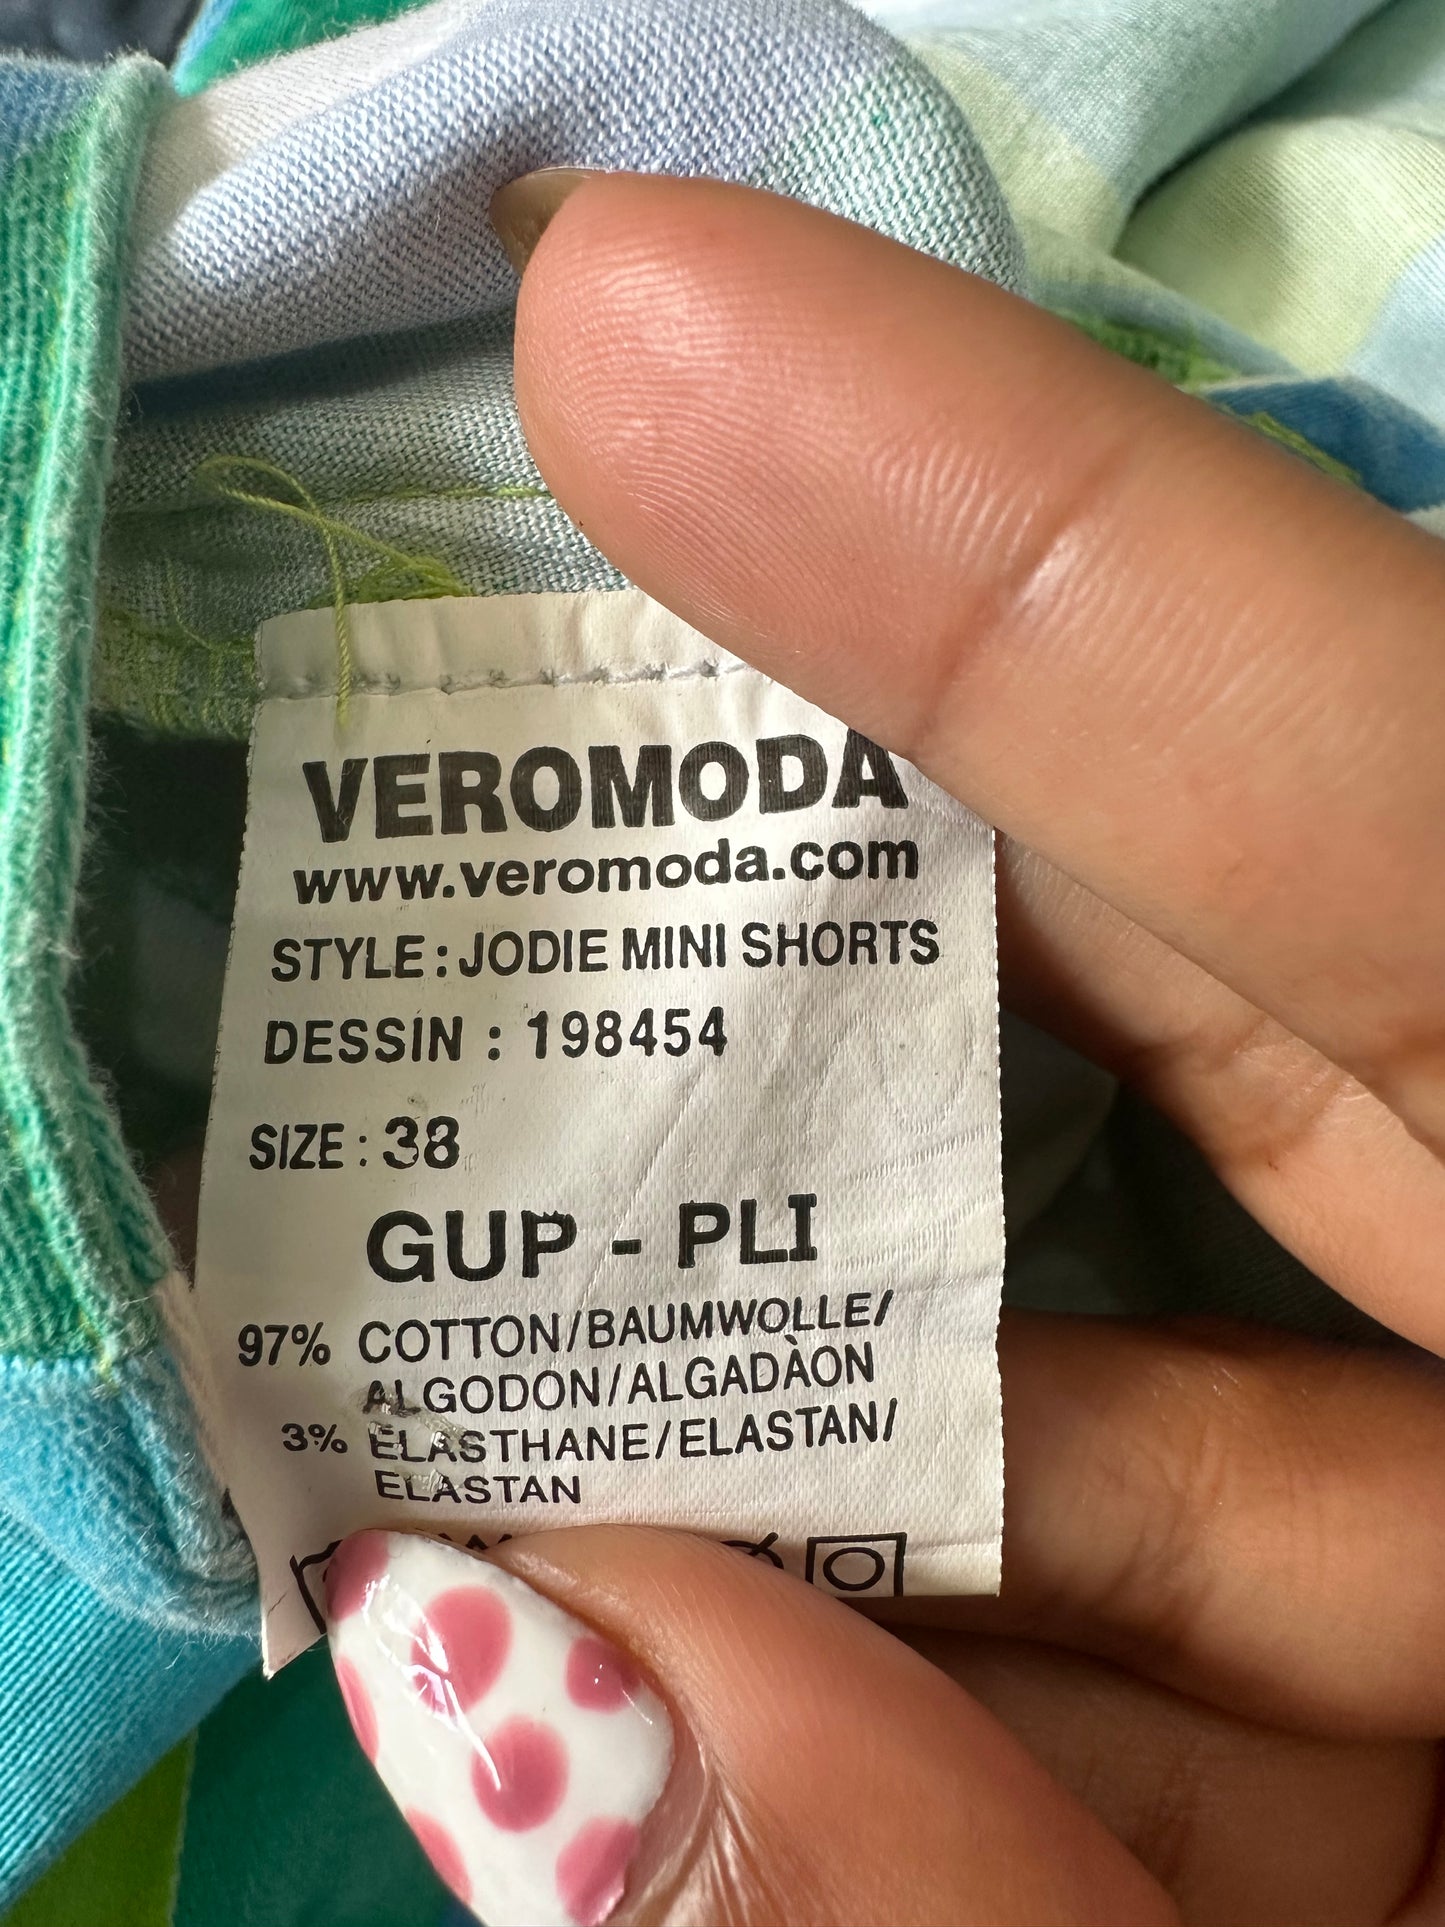 VEROMODA
www.veromoda.com
STYLE : JODIE MINI SHORTS
DESSIN : 198454
SIZE : 38
GUP - PLI
97% COTTON/BAUMWOLLE/
ALGODON/ALGADÀON
3% ELASTHANE/ELASTAN/
ELASTAN